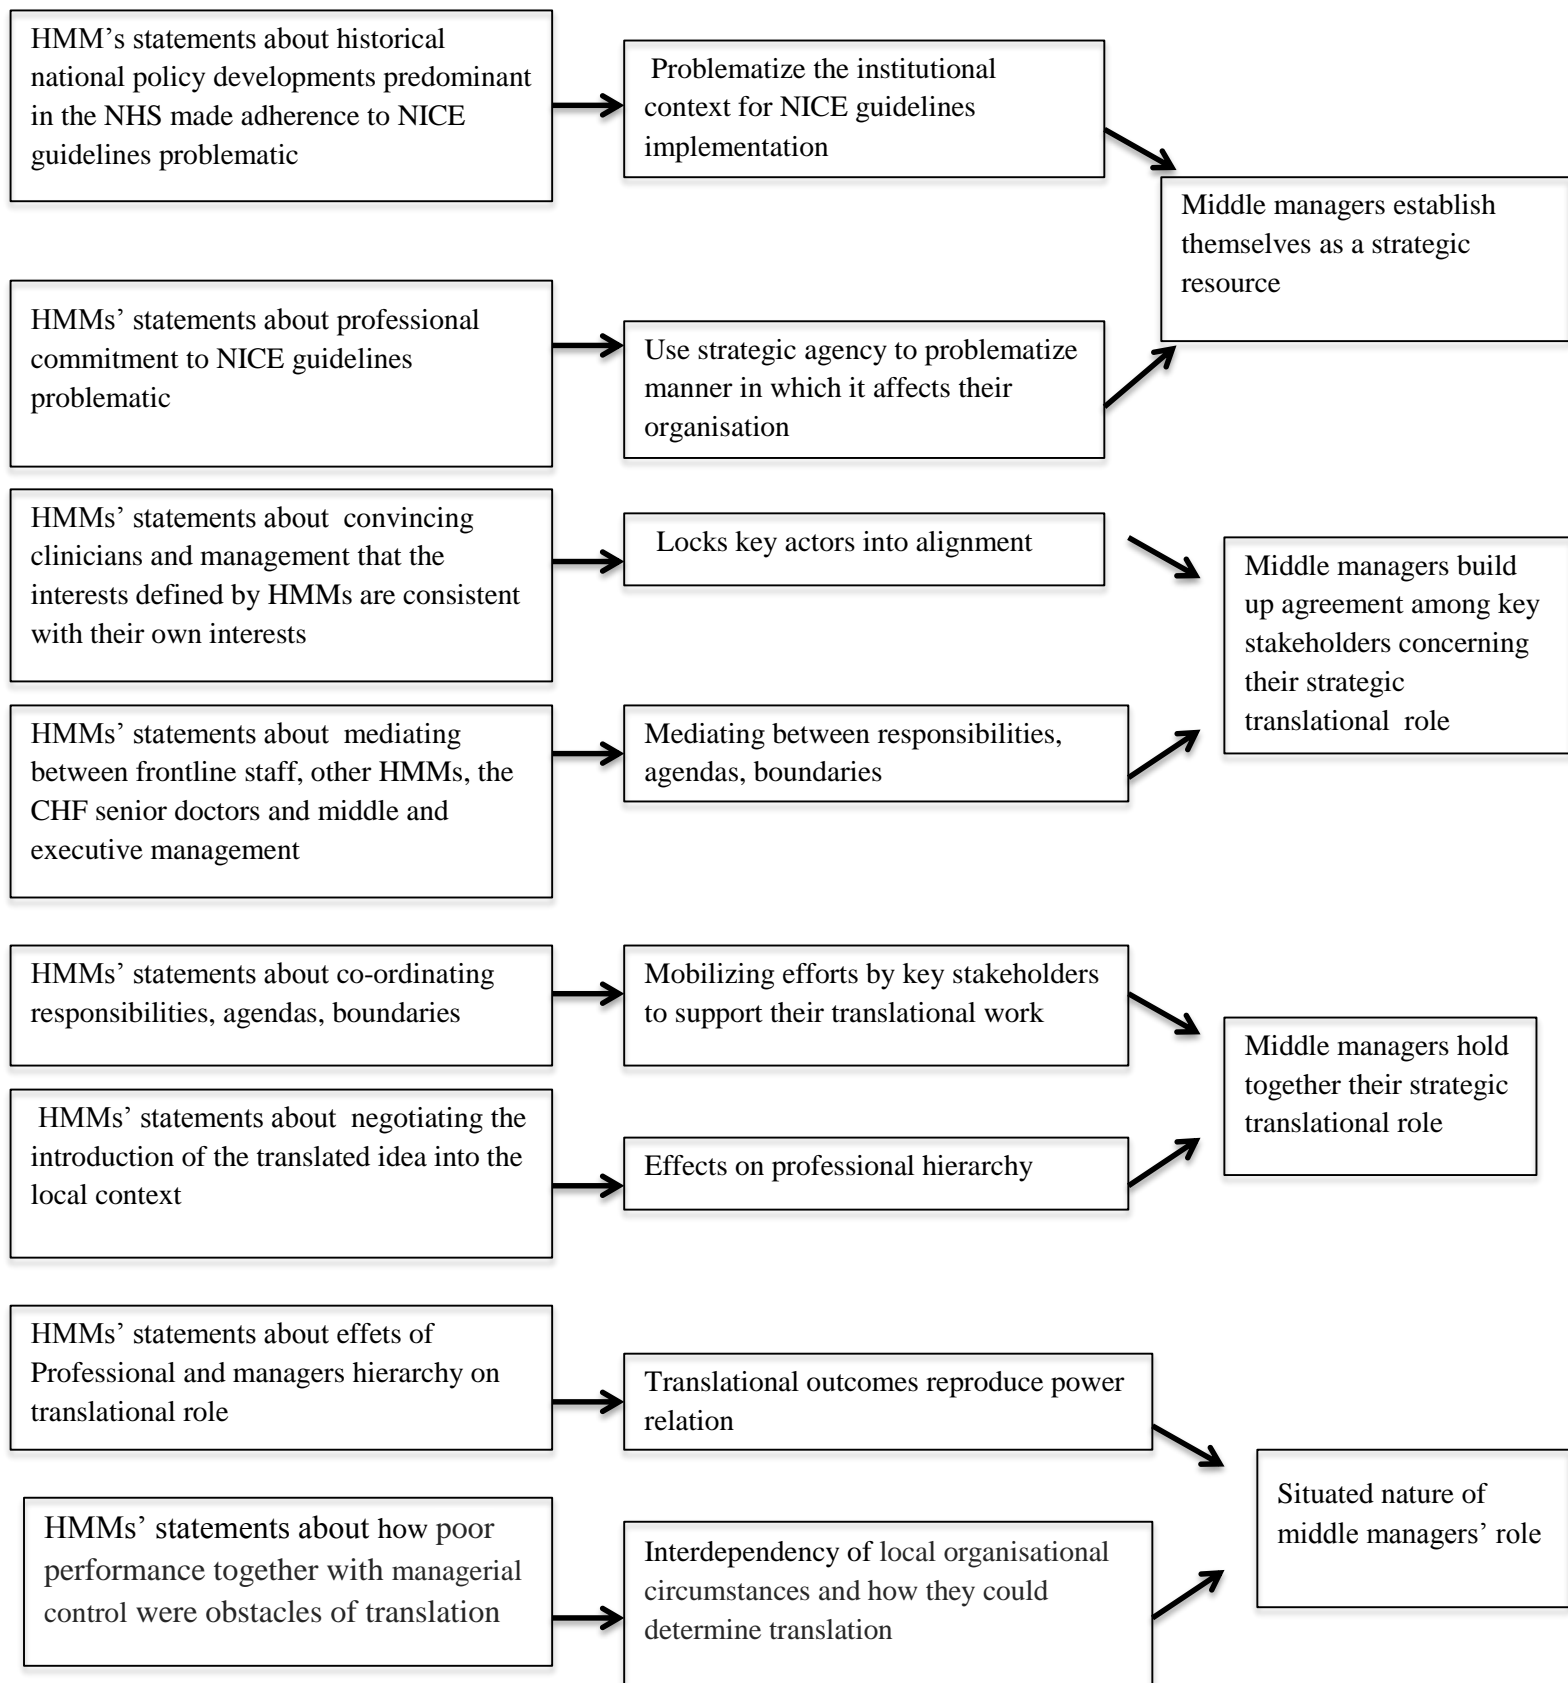 HMM’s statements about historical
national policy developments predominant
in the NHS made adherence to NICE
guidelines problematic
Problematize the institutional
context for NICE guidelines
implementation
Middle managers establish
themselves as a strategic
resource
HMMs’ statements about professional
commitment to NICE guidelines
problematic
Use strategic agency to problematize
manner in which it affects their
organisation
HMMs’ statements about convincing
clinicians and management that the
interests defined by HMMs are consistent
with their own interests
Locks key actors into alignment
Middle managers build
up agreement among key
stakeholders concerning
their strategic
translational role
HMMs’ statements about mediating
between frontline staff, other HMMs, the
CHF senior doctors and middle and
executive management
Mediating between responsibilities,
agendas, boundaries
HMMs’ statements about co-ordinating
responsibilities, agendas, boundaries
Mobilizing efforts by key stakeholders
to support their translational work
Middle managers hold
together their strategic
translational role
HMMs’ statements about negotiating the
introduction of the translated idea into the
local context
Effects on professional hierarchy
HMMs’ statements about effets of
Professional and managers hierarchy on
translational role
Translational outcomes reproduce power
relation
Situated nature of
middle managers’ role
HMMs’ statements about how poor
performance together with managerial
control were obstacles of translation
Interdependency of local organisational
circumstances and how they could
determine translation